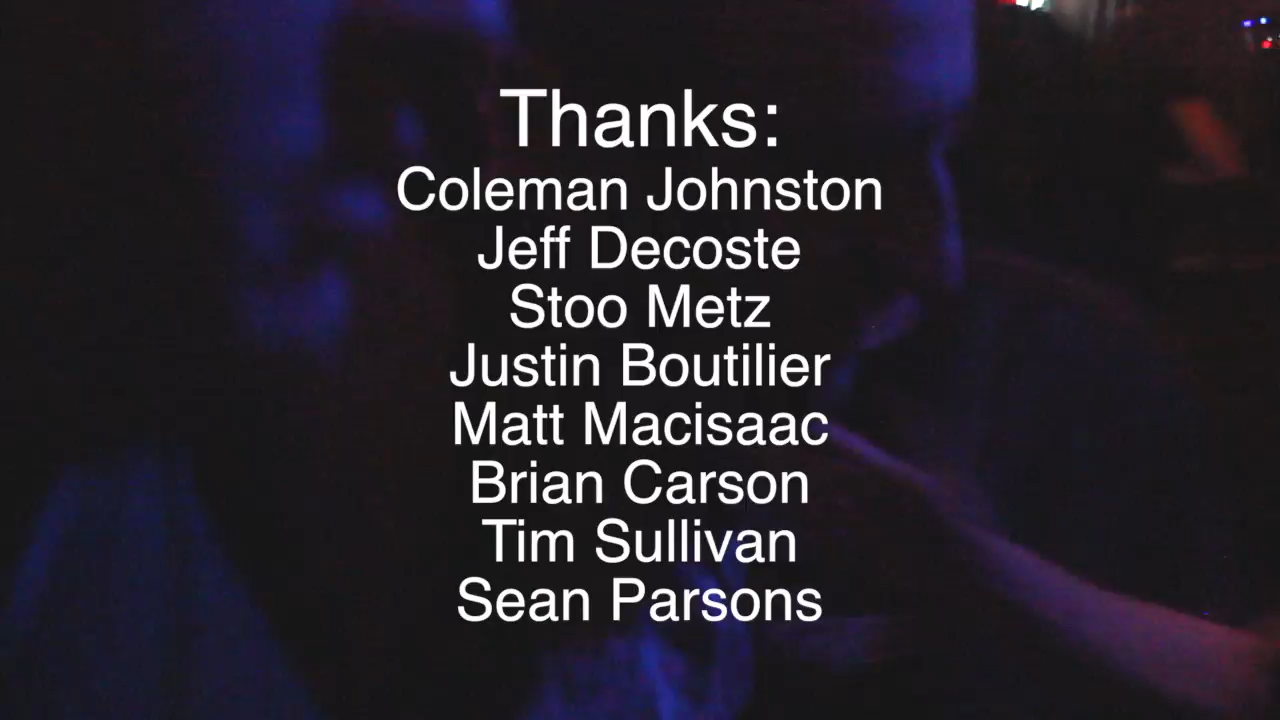 Thanks:
Coleman Johnston
Jeff Decoste
Stoo Metz
Justin Boutilier
Matt Macisaac
Brian Carson
Tim Sullivan
Sean Parsons